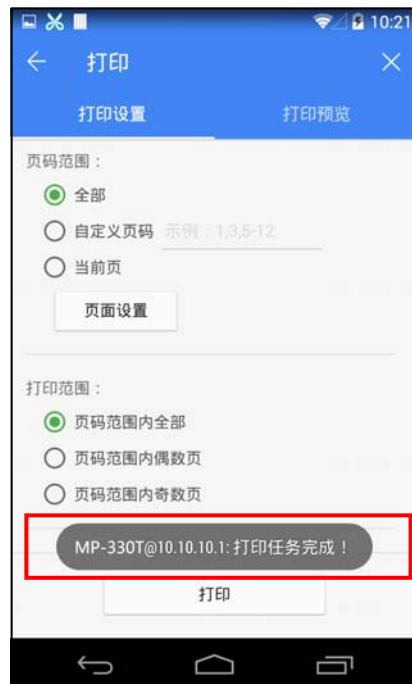 10:21
打印
打印设置 打印预览
页码范围：
全部
自定义页码 示例：1,3,5-12
当前页
页面设置
打印范围：
页码范围内全部
页码范围内偶数页
页码范围内奇数页
MP-330T@10.10.10.1:打印任务完成！
打印